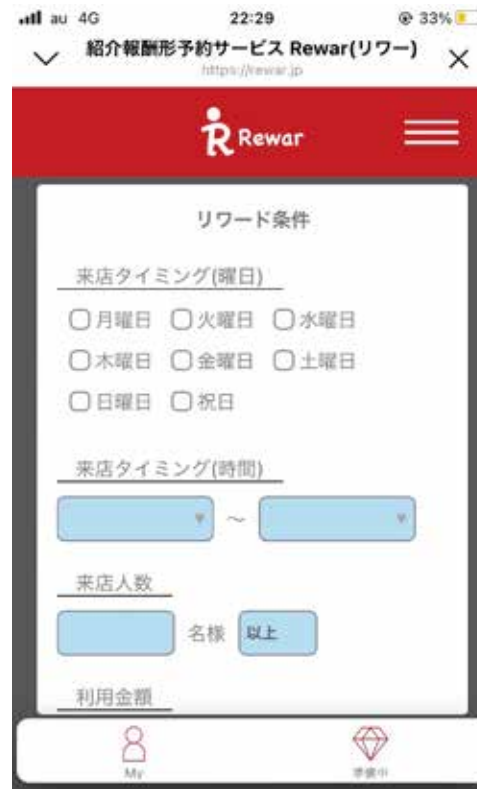 au 4G 22:29 33%
紹介報酬形予約サービス Rewar(リワー)
https://rewar.jp
Rewar
リワード条件
来店タイミング(曜日)
月曜日 火曜日 水曜日
木曜日 金曜日 土曜日
日曜日 祝日
来店タイミング(時間)
～
来店人数
名様 以上
利用金額
My 準備中